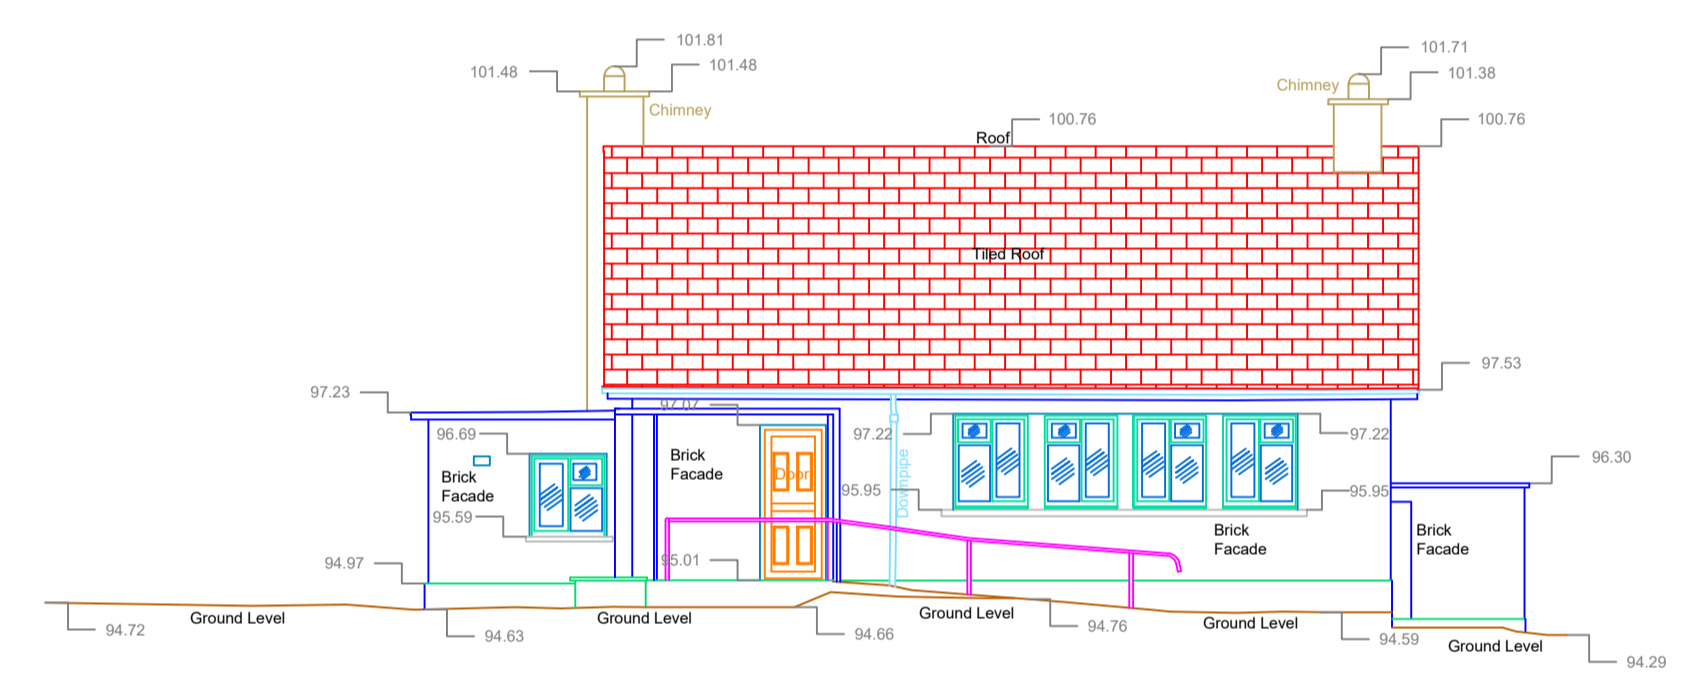 101.81
101.71
101.48
101.48
101.38
Chimney
Chimney
100.76
100.76
Roof
Tiled Roof
97.53
97.23
97.07
96.69
97.22
97.22
Brick
Facade
Brick
Facade
Door
Downpipe
96.30
95.95
95.95
95.59
Brick
Facade
Brick
Facade
94.97
95.01
Ground Level
Ground Level
Ground Level
Ground Level
Ground Level
94.72
94.63
94.66
94.76
94.59
94.29